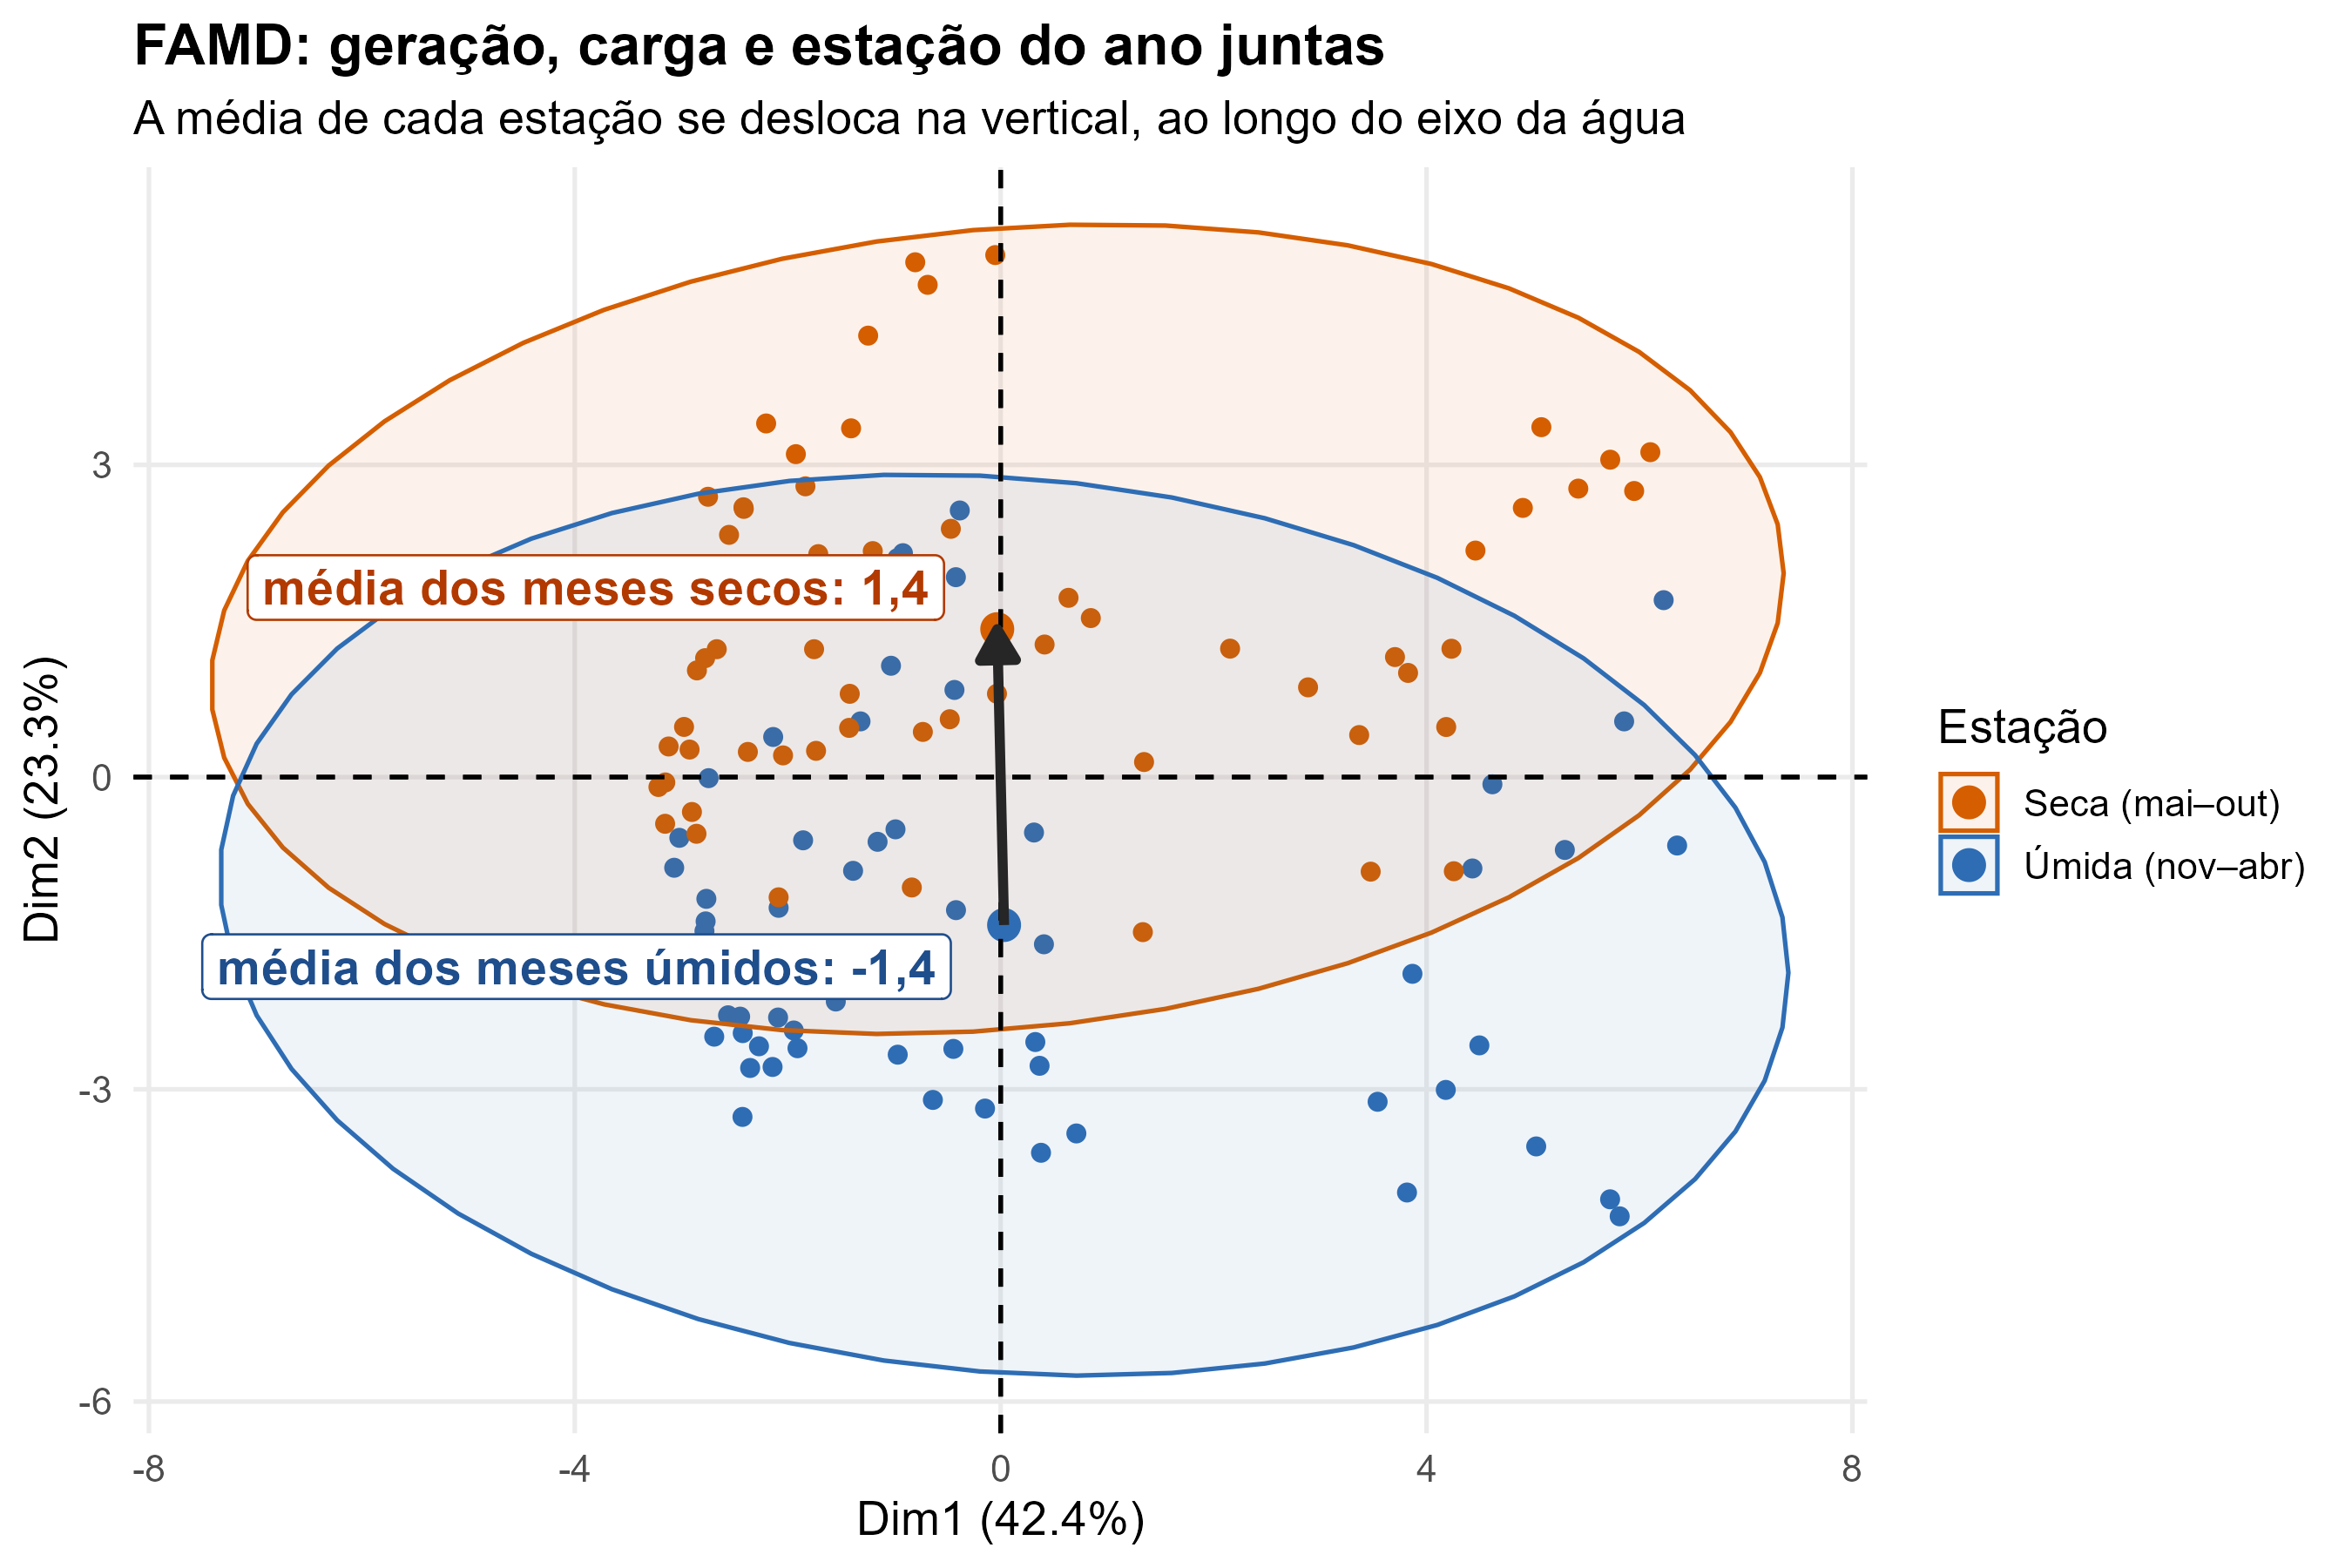 FAMD: geração, carga e estação do ano juntas
A média de cada estação se desloca na vertical, ao longo do eixo da água
Dim2 (23.3%)
3
0
-3
-6
média dos meses secos: 1,4
média dos meses úmidos: -1,4
-8
-4
0
4
8
Dim1 (42.4%)
Estação
Seca (mai–out)
Úmida (nov–abr)